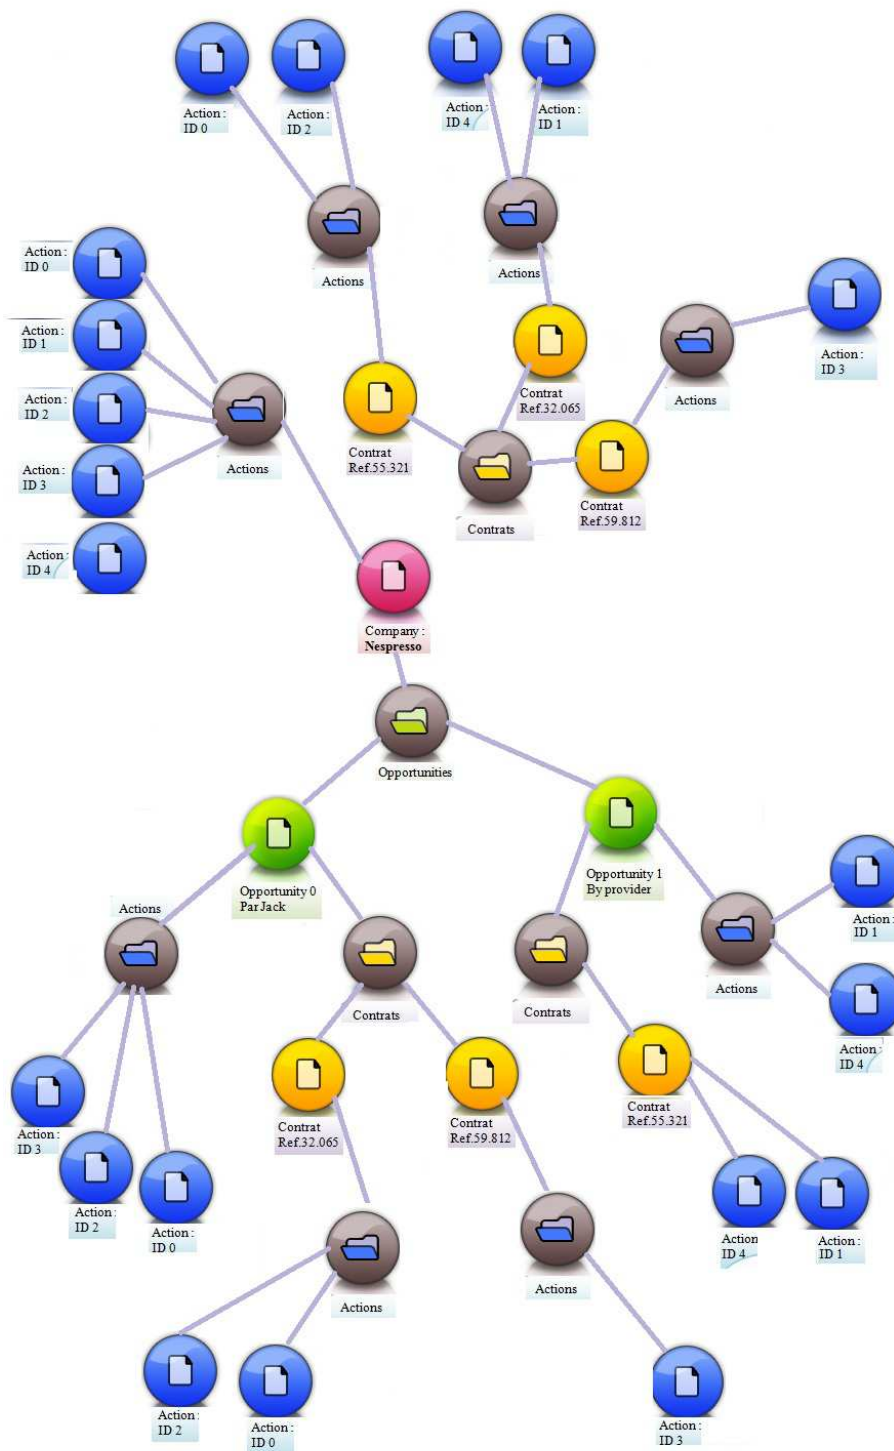 Action :
ID 0
Action :
ID 2
Action :
ID 4
Action :
ID 1
Actions
Actions
Action :
ID 0
Action :
ID 1
Action :
ID 2
Action :
ID 3
Action :
ID 4
Actions
Contrat
Ref.55.321
Contrat
Ref.32.065
Actions
Action :
ID 3
Contrats
Contrat
Ref.59.812
Company :
Nespresso
Opportunities
Opportunity 0
Par Jack
Opportunity 1
By provider
Actions
Contrats
Contrats
Actions
Action :
ID 1
Action :
ID 4
Contrat
Ref.32.065
Contrat
Ref.59.812
Contrat
Ref.55.321
Action :
ID 3
Action :
ID 2
Action :
ID 0
Action
ID 4
Action :
ID 1
Actions
Actions
Action :
ID 2
Action :
ID 0
Action :
ID 3